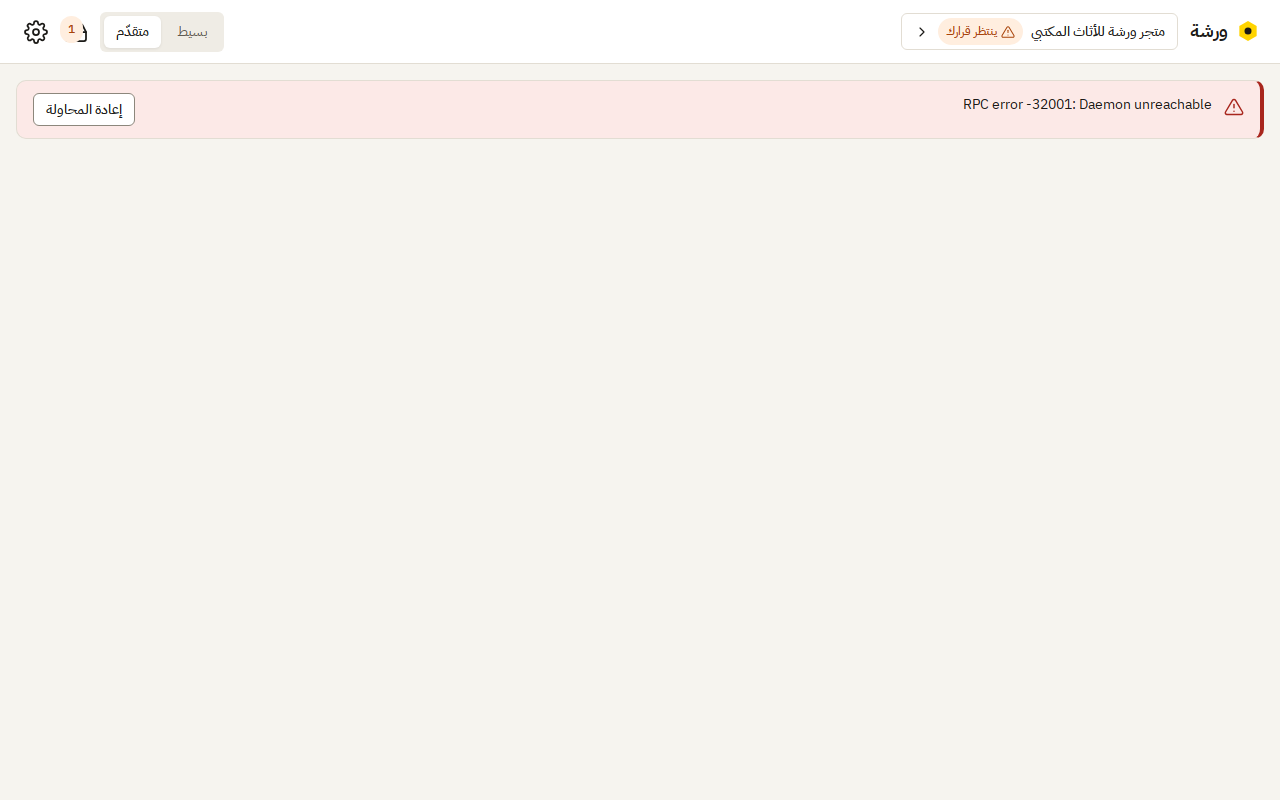 ورشة
متجر ورشة للأثاث المكتبي
ينتظر قرارك
بسيط
متقدّم
1
RPC error -32001: Daemon unreachable
إعادة المحاولة